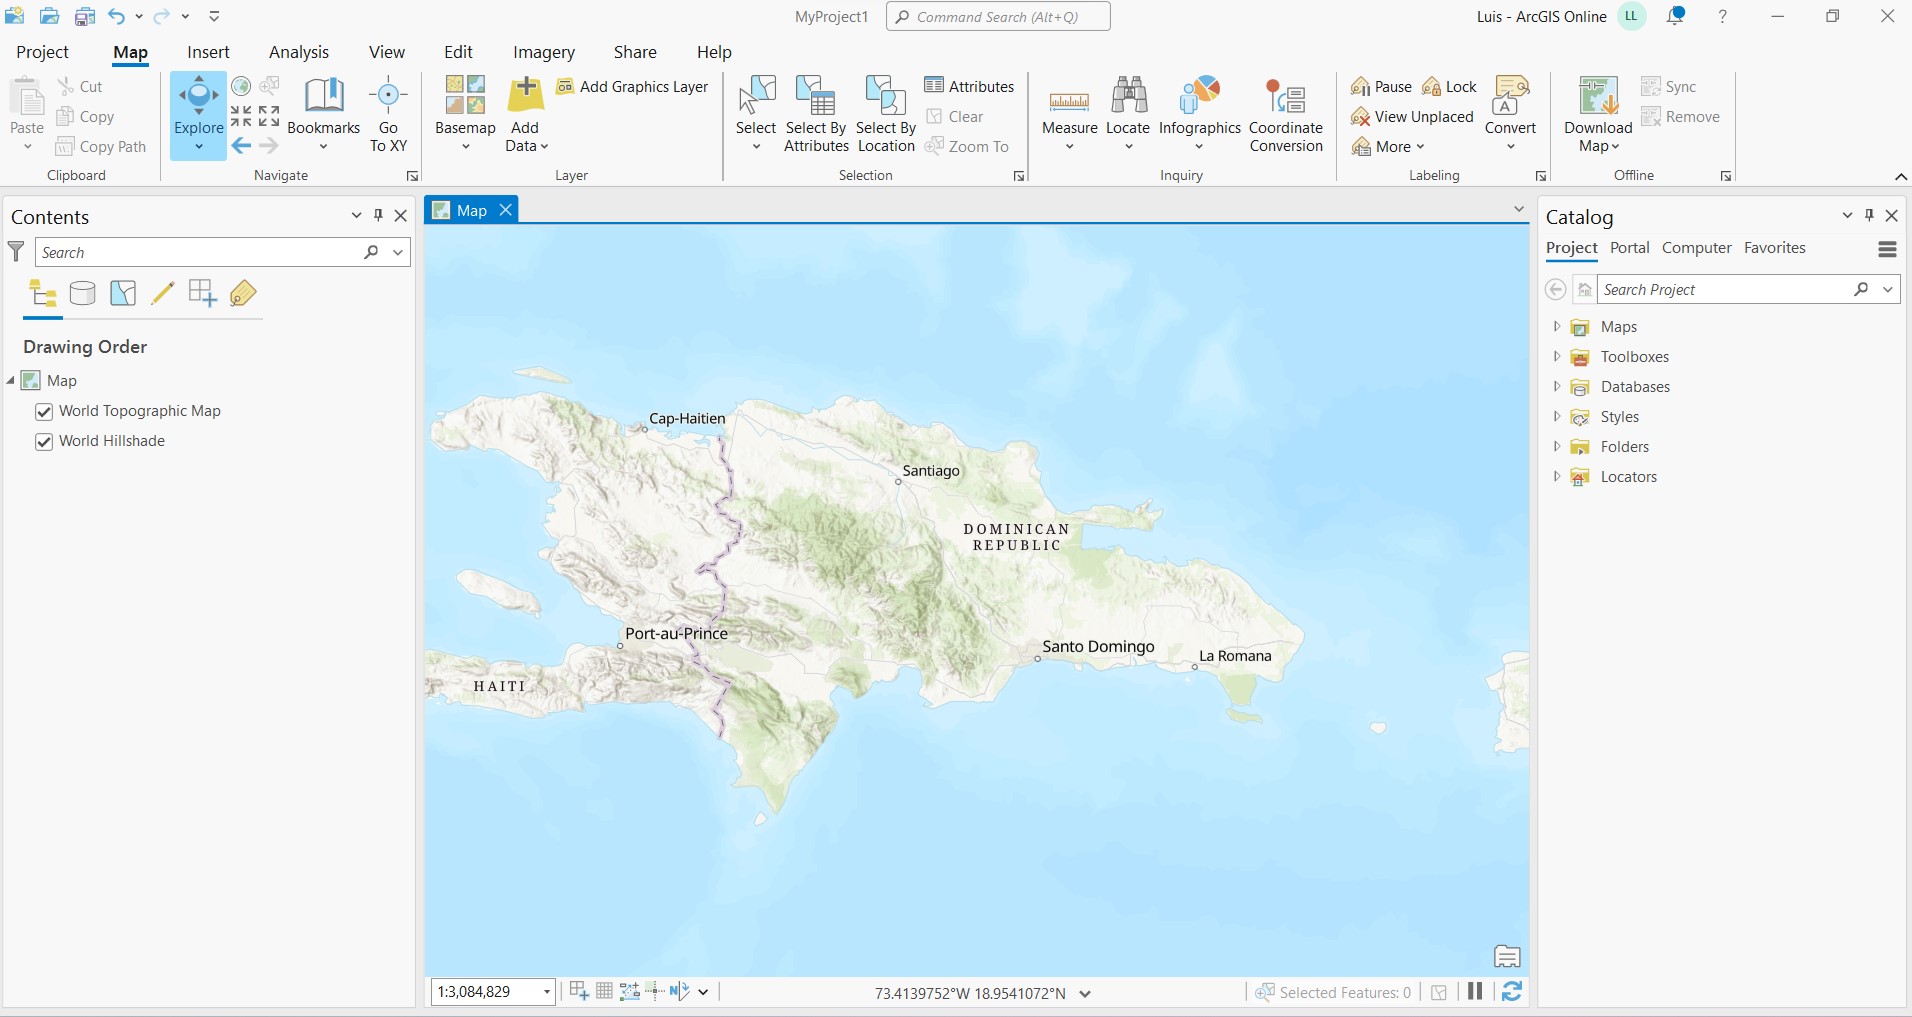 MyProject1
Command Search (Alt+Q)
Luis - ArcGIS Online
LL
?
Project
Map
Insert
Analysis
View
Edit
Imagery
Share
Help
Paste
Cut
Copy
Copy Path
Clipboard
Explore
Bookmarks
Go
To XY
Navigate
Basemap
Add
Data
Add Graphics Layer
Layer
Select
Select By
Attributes
Select By
Location
Attributes
Clear
Zoom To
Selection
Measure
Locate
Infographics
Coordinate
Conversion
Inquiry
Pause
Lock
View Unplaced
More
A
Convert
Labeling
Download
Map
Sync
Remove
Offline
Contents
Search
Drawing Order
Map
World Topographic Map
World Hillshade
Map
Cap-Haitien
Santiago
DOMINICAN
REPUBLIC
Port-au-Prince
Santo Domingo
La Romana
HAITI
1:3,084,829
N
73.4139752°W 18.9541072°N
Selected Features: 0
Catalog
Project
Portal
Computer
Favorites
Search Project
Maps
Toolboxes
Databases
Styles
Folders
Locators